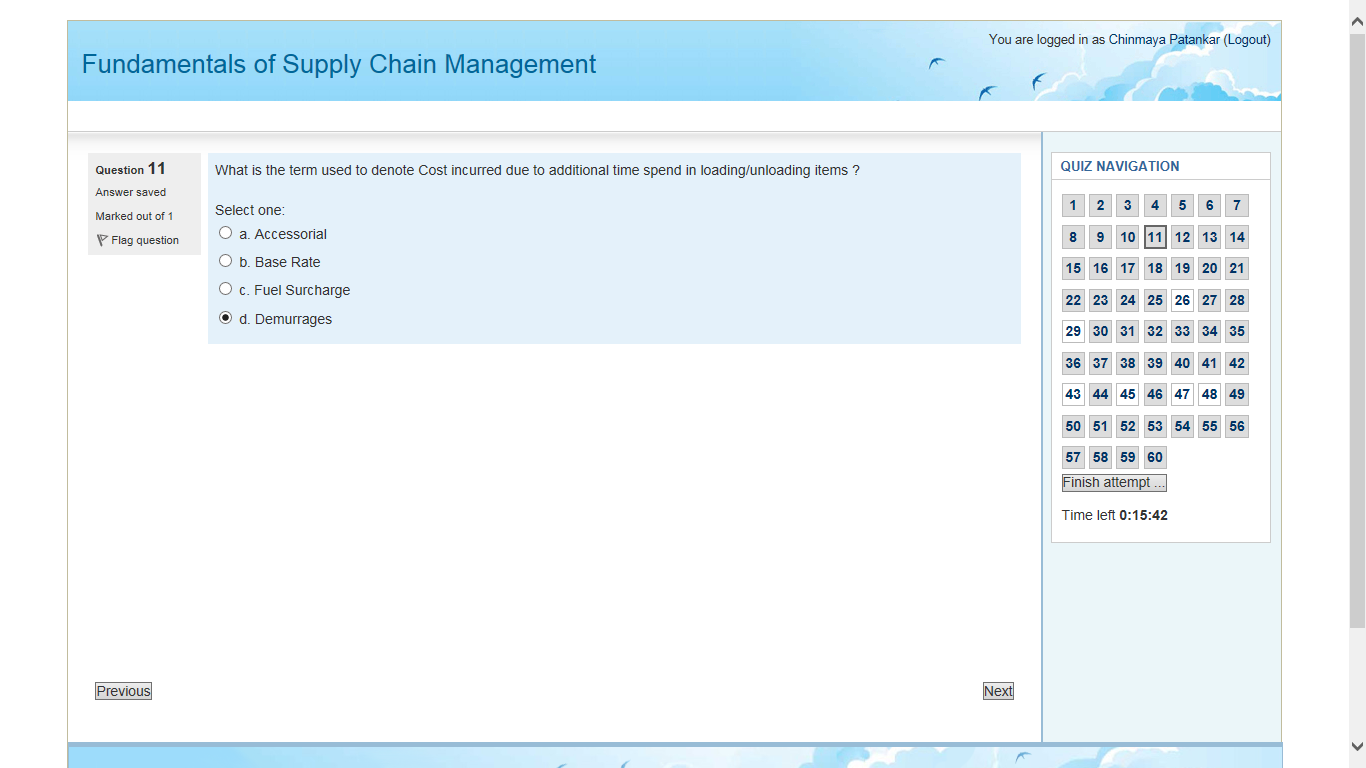 You are logged in as Chinmaya Patankar (Logout)
Fundamentals of Supply Chain Management
Question 11
Answer saved
Marked out of 1
Flag question
What is the term used to denote Cost incurred due to additional time spend in loading/unloading items ?
Select one:
a. Accessorial
b. Base Rate
c. Fuel Surcharge
d. Demurrages
Previous
Next
QUIZ NAVIGATION
1 2 3 4 5 6 7
8 9 10 11 12 13 14
15 16 17 18 19 20 21
22 23 24 25 26 27 28
29 30 31 32 33 34 35
36 37 38 39 40 41 42
43 44 45 46 47 48 49
50 51 52 53 54 55 56
57 58 59 60
Finish attempt ...
Time left 0:15:42